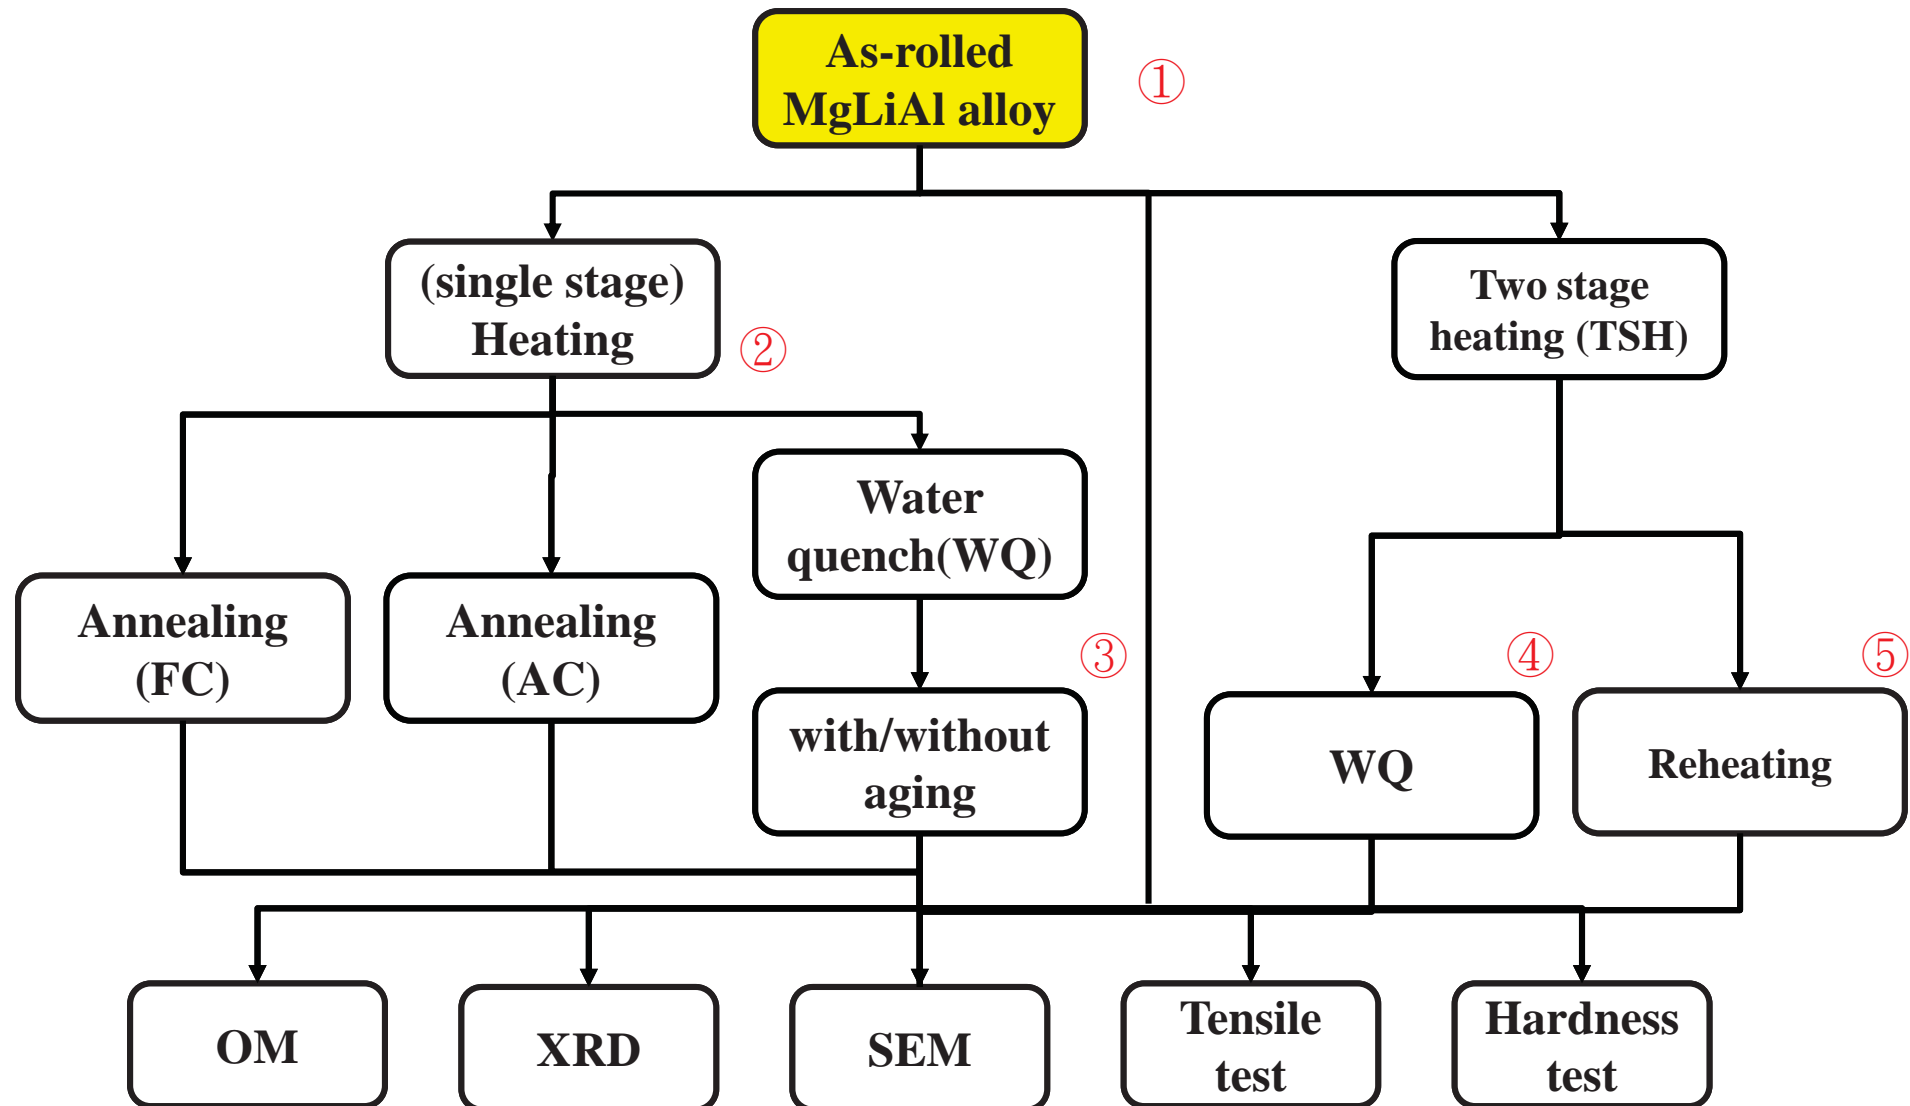 As-rolled
MgLiAl alloy
①
(single stage)
Heating
②
Two stage
heating (TSH)
Water
quench(WQ)
Annealing
(FC)
Annealing
(AC)
③
with/without
aging
④
WQ
⑤
Reheating
OM
XRD
SEM
Tensile
test
Hardness
test